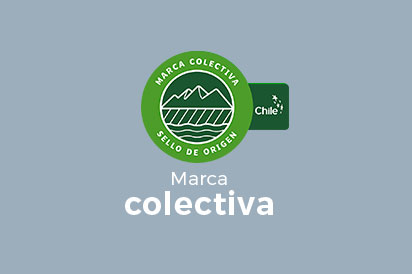 MARCA COLECTIVA
Chile
SELLO DE ORIGEN
Marca
colectiva